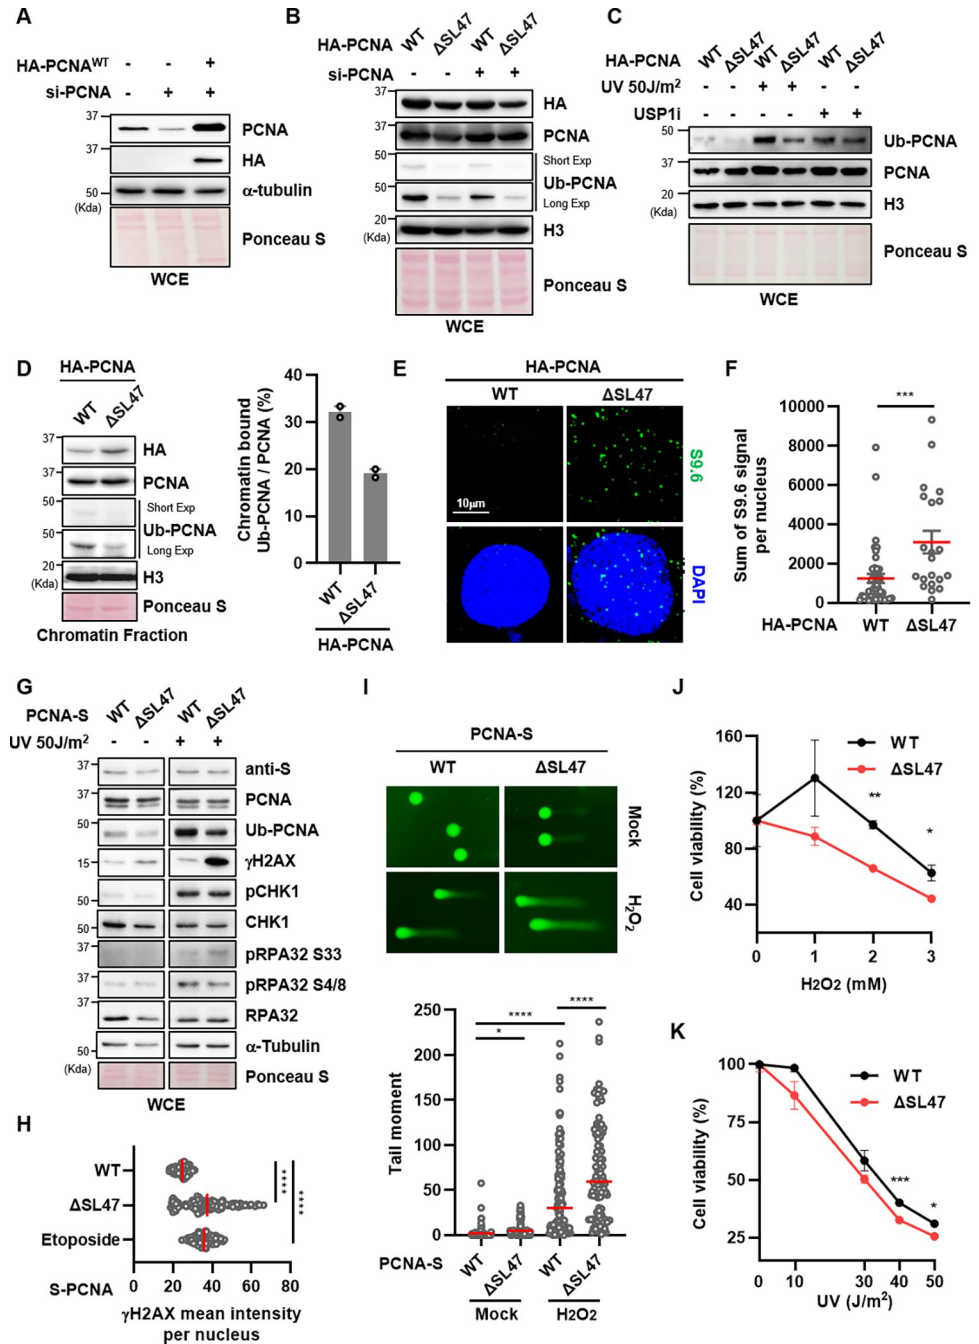 A
HA-PCNAWT - - +
si-PCNA - + +
37 PCNA
37 HA
50 α-tubulin
(Kda)
Ponceau S
WCE
B
HA-PCNA WT ΔSL47 WT ΔSL47
si-PCNA - - + +
37 HA
37 PCNA
50 Short Exp
Ub-PCNA
50 Long Exp
20 H3
(Kda)
Ponceau S
WCE
C
HA-PCNA WT ΔSL47 WT ΔSL47 WT ΔSL47
UV 50J/m2 - - + + - -
USP1i - - - - + +
50 Ub-PCNA
37 PCNA
20 H3
(Kda)
Ponceau S
WCE
D
HA-PCNA
WT ΔSL47
37 HA
37 PCNA
50 Short Exp
Ub-PCNA
50 Long Exp
20 H3
(Kda)
Ponceau S
Chromatin Fraction
Chromatin bound
Ub-PCNA / PCNA (%)
40
30
20
10
0
WT ΔSL47
HA-PCNA
E
HA-PCNA
WT ΔSL47
S9.6
10μm
DAPI
F
***
Sum of S9.6 signal
per nucleus
10000
8000
6000
4000
2000
0
HA-PCNA WT ΔSL47
G
PCNA-S WT ΔSL47 WT ΔSL47
UV 50J/m2 - - + +
37 anti-S
37 PCNA
50 Ub-PCNA
15 γH2AX
50 pCHK1
50 CHK1
37 pRPA32 S33
37 pRPA32 S4/8
37 RPA32
50 α-Tubulin
(Kda)
Ponceau S
WCE
H
WT
ΔSL47
Etoposide
****
****
S-PCNA
0 20 40 60 80
γH2AX mean intensity
per nucleus
I
PCNA-S
WT ΔSL47
Mock
H2O2
Tail moment
250
200
150
100
50
0
****
****
*
PCNA-S WT ΔSL47 WT ΔSL47
Mock H2O2
J
Cell viability (%)
160
120
80
40
WT
ΔSL47
**
*
0 1 2 3
H2O2 (mM)
K
Cell viability (%)
100
75
50
25
WT
ΔSL47
***
*
0 10 30 40 50
UV (J/m2)